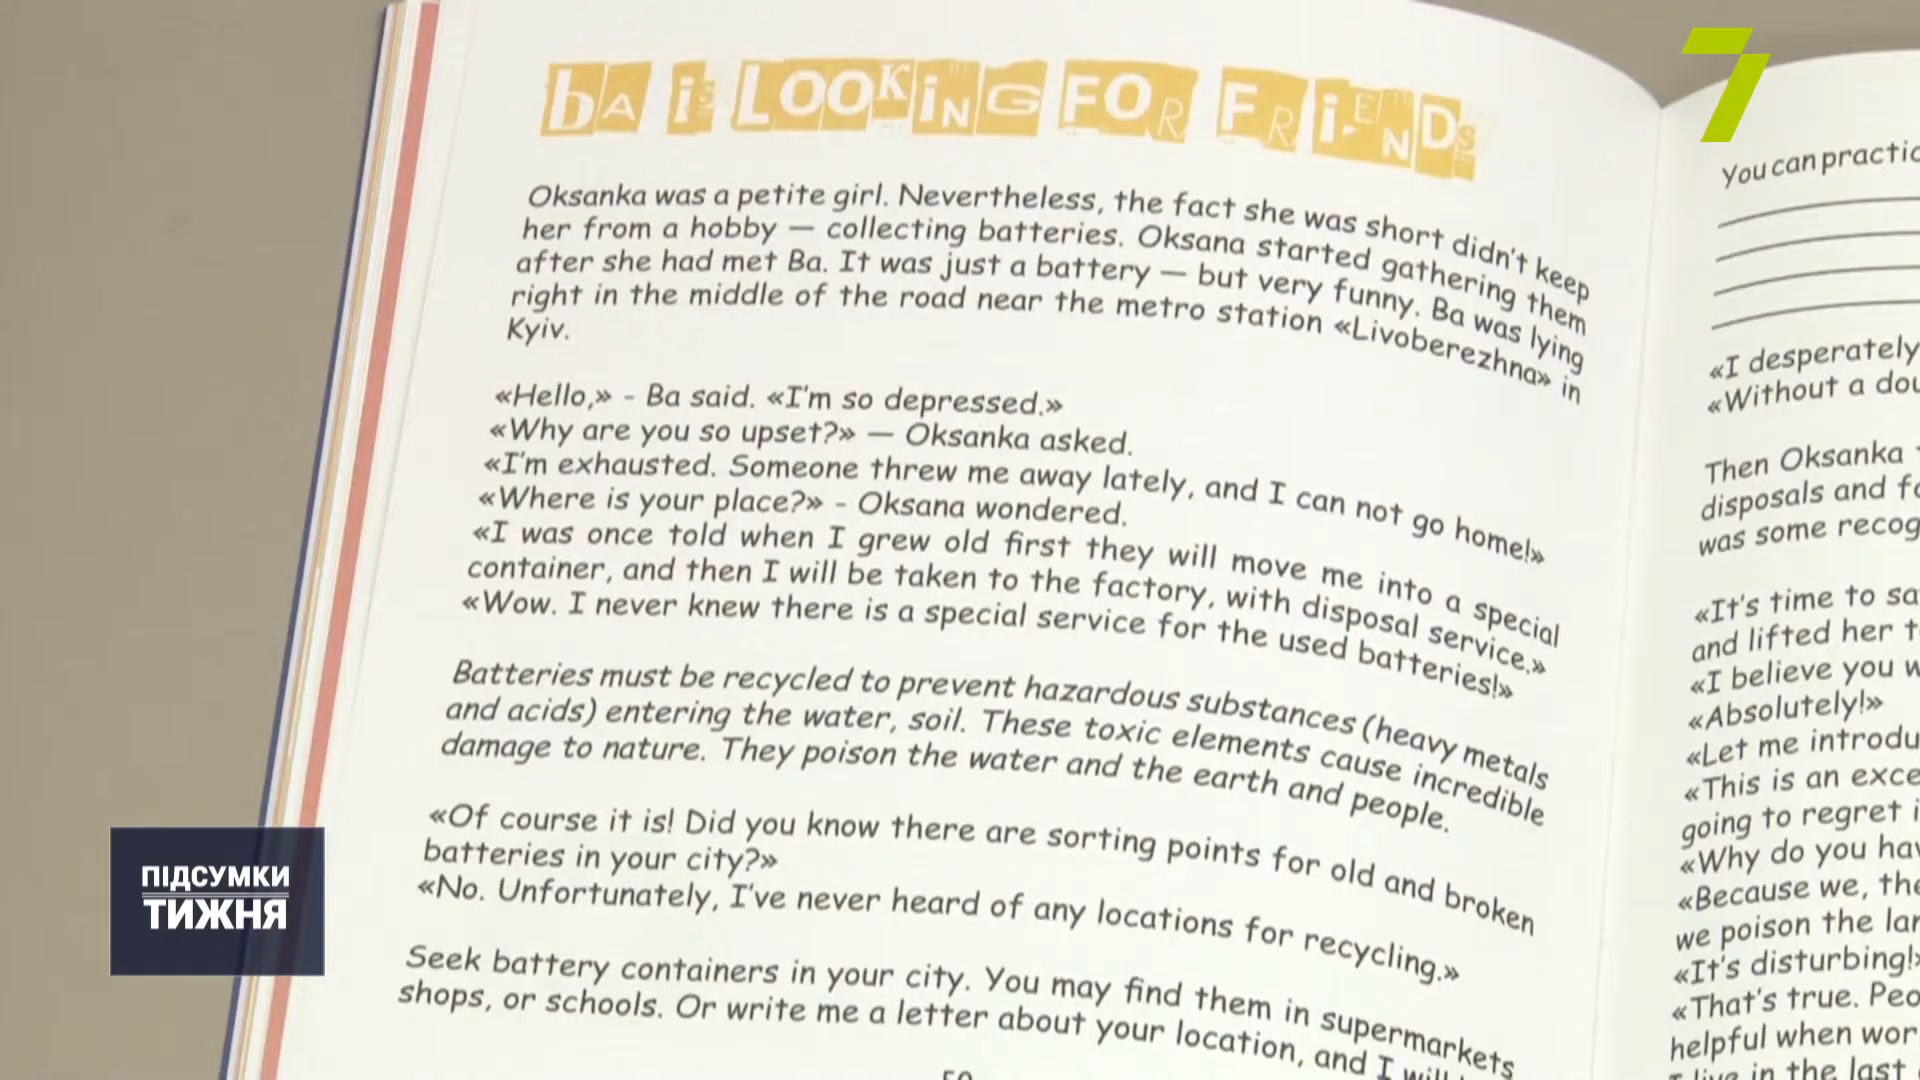 ba is LOOKiNG FOR FRiENDs
Oksanka was a petite girl. Nevertheless, the fact she was short didn't keep
her from a hobby — collecting batteries. Oksana started gathering them
after she had met Ba. It was just a battery — but very funny. Ba was lying
right in the middle of the road near the metro station «Livoberezhna» in
Kyiv.
«Hello,» - Ba said. «I'm so depressed.»
«Why are you so upset?» — Oksanka asked.
«I'm exhausted. Someone threw me away lately, and I can not go home!»
«Where is your place?» - Oksana wondered.
«I was once told when I grew old first they will move me into a special
container, and then I will be taken to the factory, with disposal service.»
«Wow. I never knew there is a special service for the used batteries!»
Batteries must be recycled to prevent hazardous substances (heavy metals
and acids) entering the water, soil. These toxic elements cause incredible
damage to nature. They poison the water and the earth and people.
«Of course it is! Did you know there are sorting points for old and broken
batteries in your city?»
«No. Unfortunately, I've never heard of any locations for recycling.»
Seek battery containers in your city. You may find them in supermarkets
shops, or schools. Or write me a letter about your location, and I will
You can practic
«I desperately
«Without a dou
Then Oksanka
disposals and fo
was some recog
«It's time to sa
and lifted her t
«I believe you w
«Absolutely!»
«Let me introdu
«This is an exce
going to regret i
«Why do you hav
«Because we, the
we poison the lan
«It's disturbing!»
«That's true. Peo
helpful when wor
I live in the last
7
ПІДСУМКИ
ТИЖНЯ